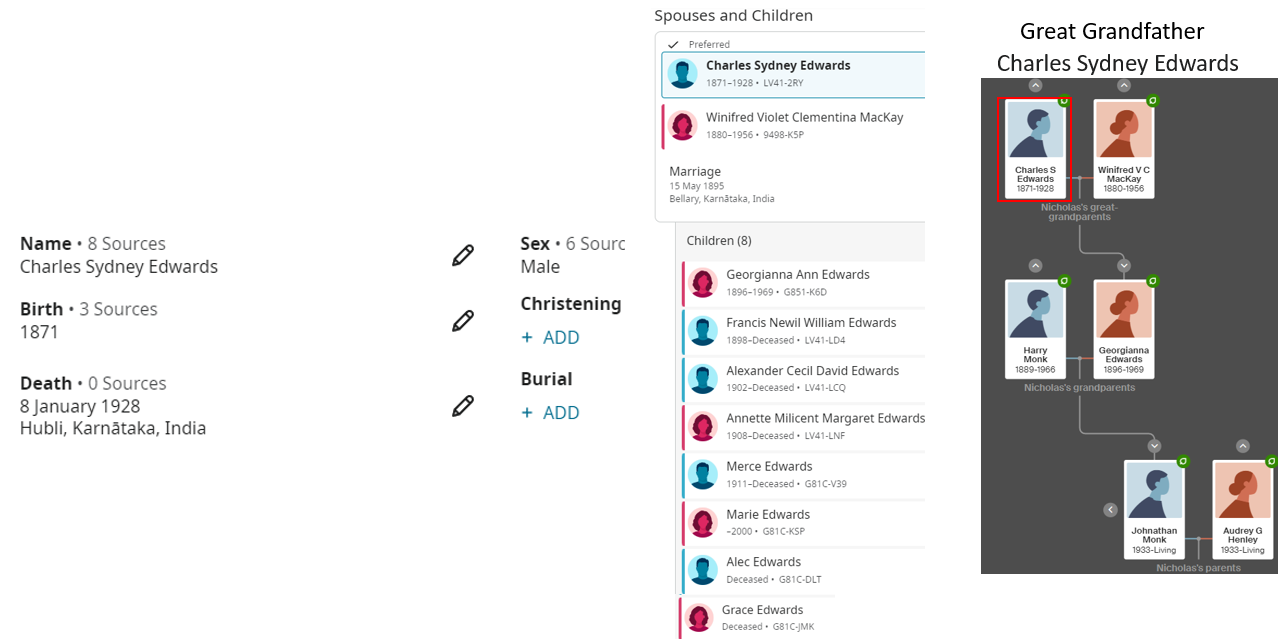 Name • 8 Sources
Charles Sydney Edwards
Birth • 3 Sources
1871
Death • 0 Sources
8 January 1928
Hubli, Karnātaka, India
Sex • 6 Sourc
Male
Christening
+ ADD
Burial
+ ADD
Spouses and Children
Preferred
Charles Sydney Edwards
1871–1928 • LV41-2RY
Winifred Violet Clementina MacKay
1880–1956 • 9498-K5P
Marriage
15 May 1895
Bellary, Karnātaka, India
Children (8)
Georgianna Ann Edwards
1896–1969 • G851-K6D
Francis Newil William Edwards
1898–Deceased • LV41-LD4
Alexander Cecil David Edwards
1902–Deceased • LV41-LCQ
Annette Milicent Margaret Edwards
1908–Deceased • LV41-LNF
Merce Edwards
1911–Deceased • G81C-V39
Marie Edwards
–2000 • G81C-KSP
Alec Edwards
Deceased • G81C-DLT
Grace Edwards
Deceased • G81C-JMK
Great Grandfather
Charles Sydney Edwards
Charles S
Edwards
1871-1928
Winifred V C
MacKay
1880-1956
Nicholas's great-
grandparents
Harry
Monk
1889-1966
Georgianna
Edwards
1896-1969
Nicholas's grandparents
Johnathan
Monk
1933-Living
Audrey G
Henley
1933-Living
Nicholas's parents